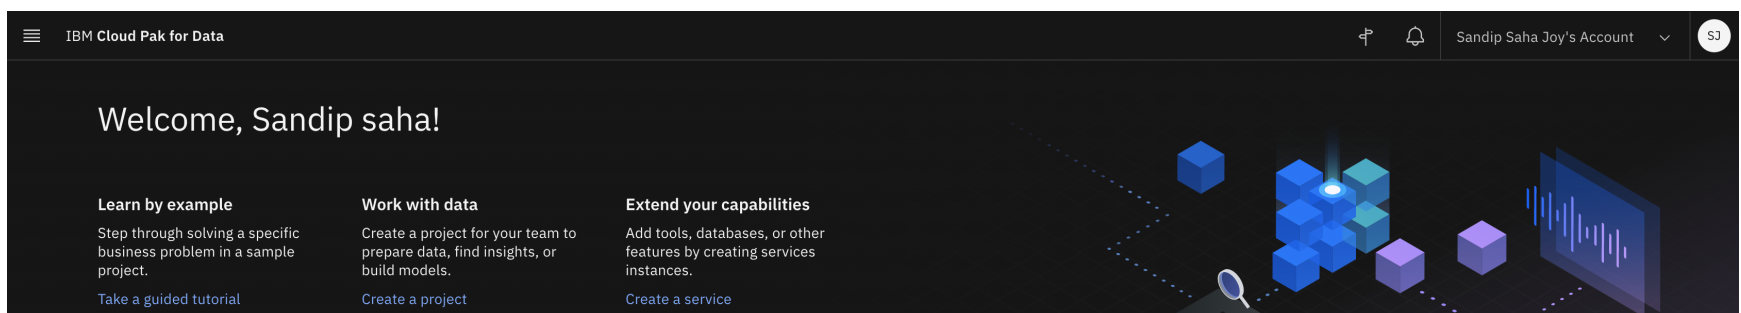 IBM Cloud Pak for Data
Sandip Saha Joy's Account
SJ
Welcome, Sandip saha!
Learn by example
Step through solving a specific
business problem in a sample
project.
Take a guided tutorial
Work with data
Create a project for your team to
prepare data, find insights, or
build models.
Create a project
Extend your capabilities
Add tools, databases, or other
features by creating services
instances.
Create a service